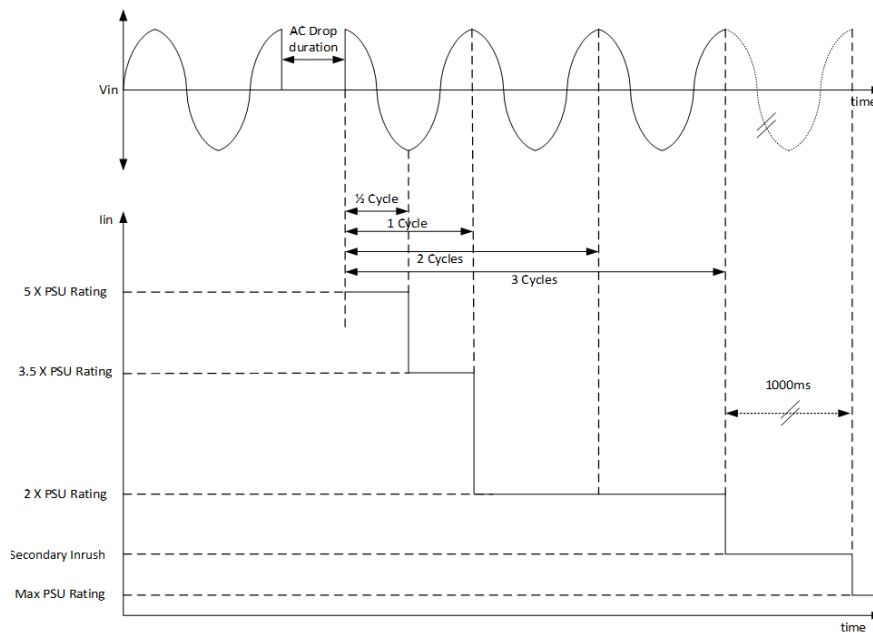 AC Drop
duration
Vin
time
½ Cycle
Iin
1 Cycle
2 Cycles
3 Cycles
5 X PSU Rating
3.5 X PSU Rating
1000ms
2 X PSU Rating
Secondary Inrush
Max PSU Rating
time